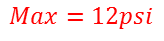 Max = 12psi